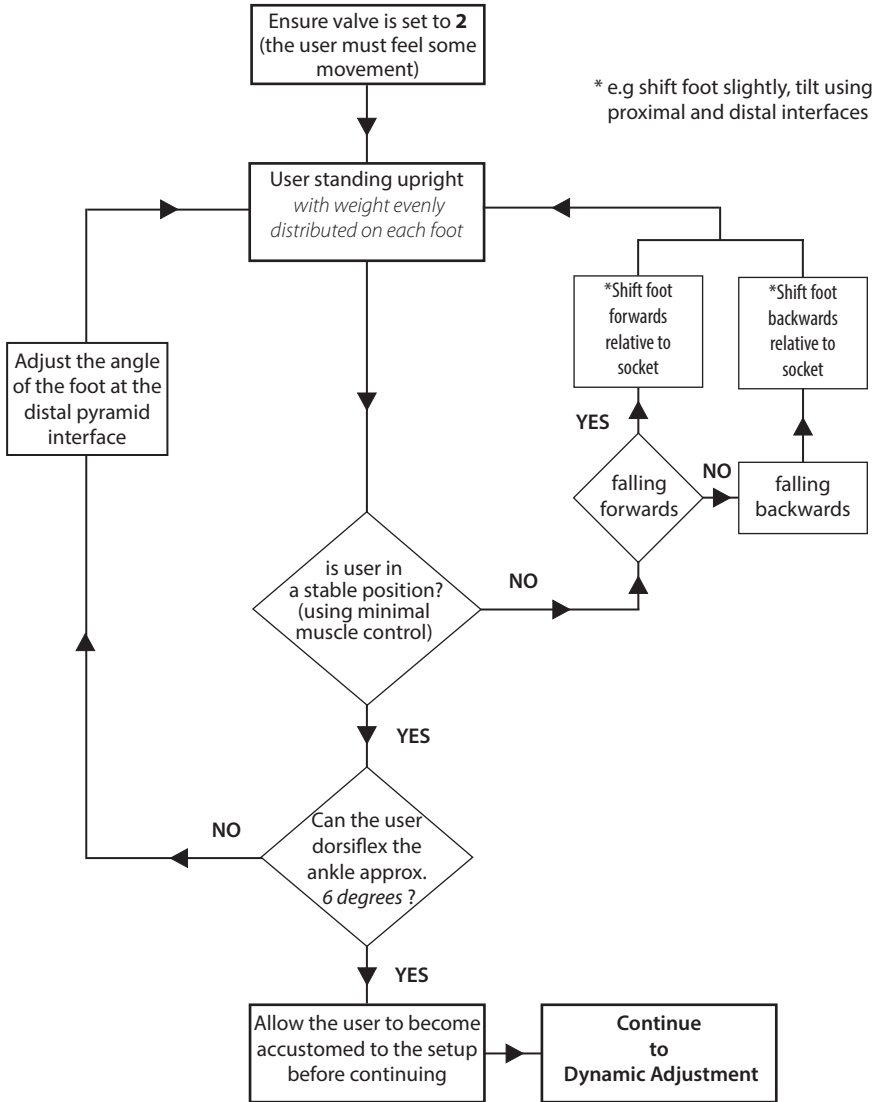 Ensure valve is set to 2
(the user must feel some
movement)
* e.g shift foot slightly, tilt using
proximal and distal interfaces
User standing upright
with weight evenly
distributed on each foot
*Shift foot
forwards
relative to
socket
*Shift foot
backwards
relative to
socket
Adjust the angle
of the foot at the
distal pyramid
interface
YES
falling
forwards
NO
falling
backwards
is user in
a stable position?
(using minimal
muscle control)
NO
YES
Can the user
dorsiflex the
ankle approx.
6 degrees ?
NO
YES
Allow the user to become
accustomed to the setup
before continuing
Continue
to
Dynamic Adjustment